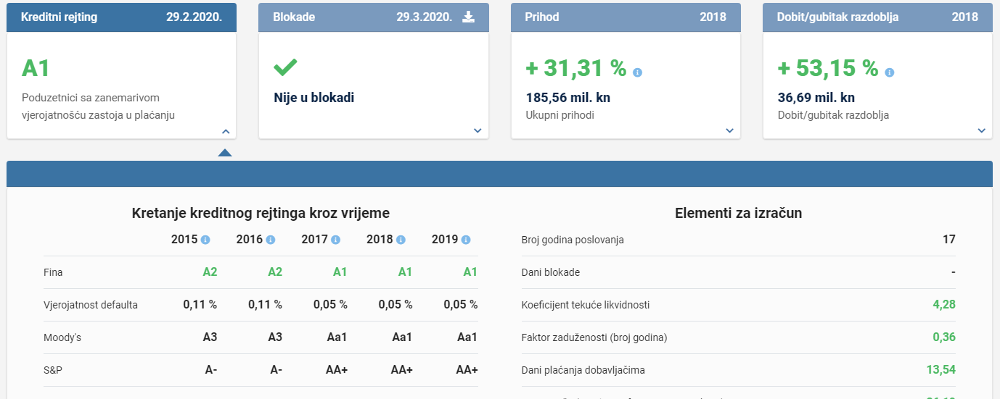 Kreditni rejting 29.2.2020.
A1
Poduzetnici sa zanemarivom
vjerojatnošću zastoja u plaćanju
Blokade 29.3.2020.
Nije u blokadi
Prihod 2018
+ 31,31 %
185,56 mil. kn
Ukupni prihodi
Dobit/gubitak razdoblja 2018
+ 53,15 %
36,69 mil. kn
Dobit/gubitak razdoblja
Kretanje kreditnog rejtinga kroz vrijeme
2015 2016 2017 2018 2019
Fina A2 A2 A1 A1 A1
Vjerojatnost defaulta 0,11 % 0,11 % 0,05 % 0,05 % 0,05 %
Moody's A3 A3 Aa1 Aa1 Aa1
S&P A- A- AA+ AA+ AA+
Elementi za izračun
Broj godina poslovanja 17
Dani blokade -
Koeficijent tekuće likvidnosti 4,28
Faktor zaduženosti (broj godina) 0,36
Dani plaćanja dobavljačima 13,54